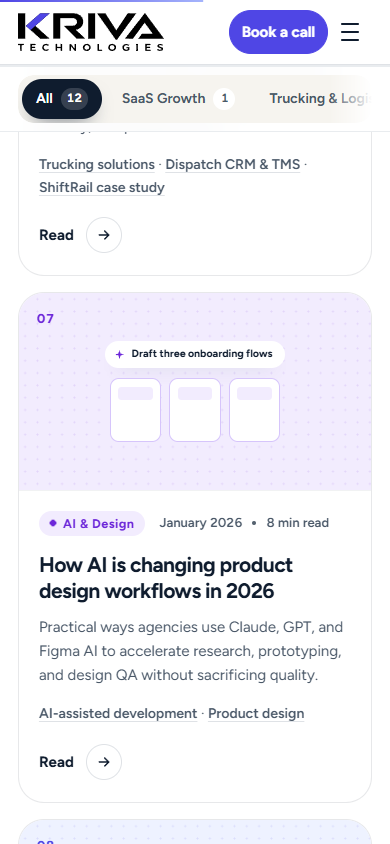 KRIVA
TECHNOLOGIES
Book a call
All 12
SaaS Growth 1
Trucking & Logi
Trucking solutions · Dispatch CRM & TMS ·
ShiftRail case study
Read
07
Draft three onboarding flows
AI & Design
January 2026 • 8 min read
How AI is changing product
design workflows in 2026
Practical ways agencies use Claude, GPT, and
Figma AI to accelerate research, prototyping,
and design QA without sacrificing quality.
AI-assisted development · Product design
Read